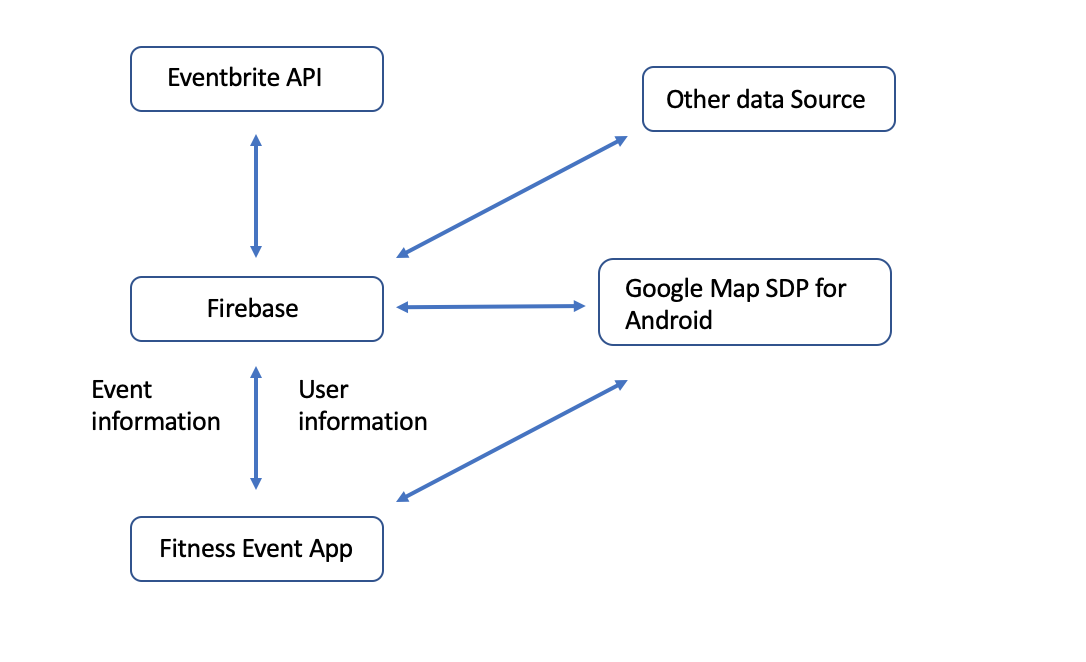 Eventbrite API
Other data Source
Firebase
Google Map SDP for
Android
Event
information
User
information
Fitness Event App